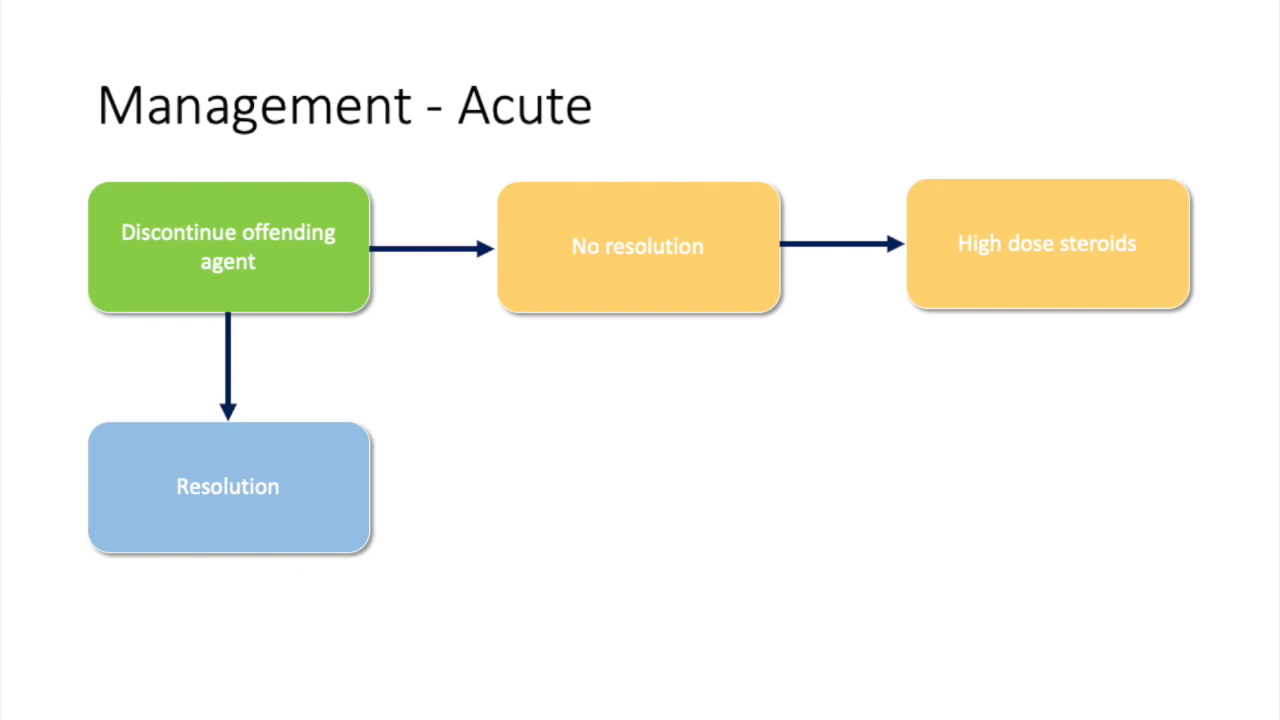 Management - Acute
Discontinue offending
agent
No resolution
High dose steroids
Resolution